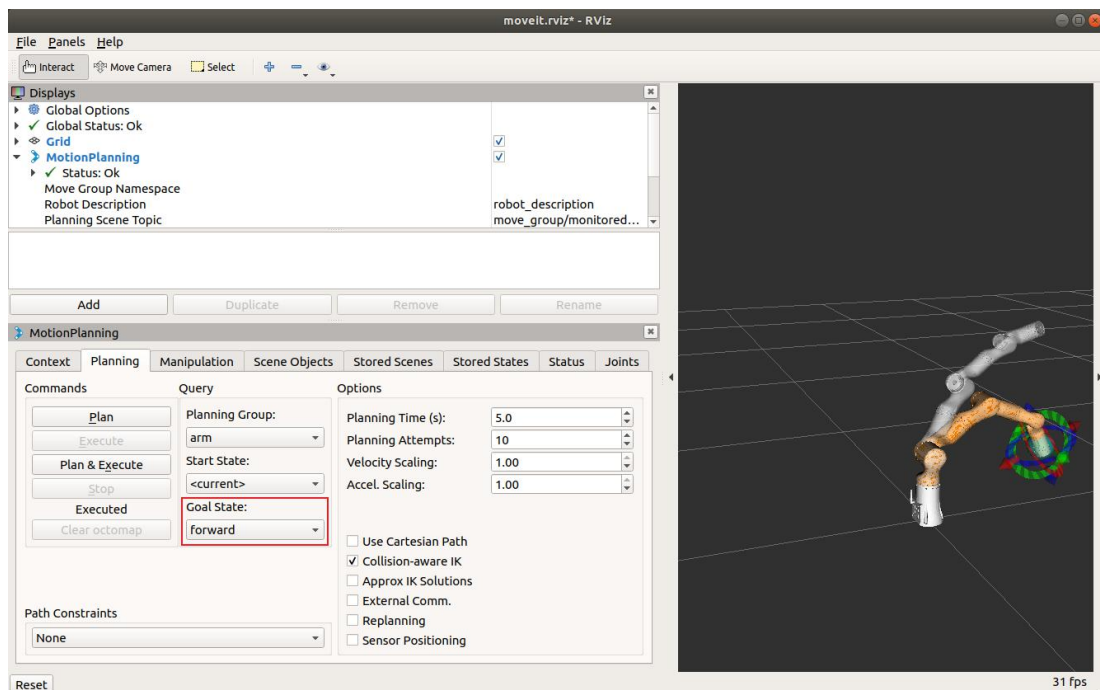 moveit.rviz* - RViz
File Panels Help
Interact Move Camera Select
Displays
Global Options
Global Status: Ok
Grid
MotionPlanning
Status: Ok
Move Group Namespace
Robot Description robot_description
Planning Scene Topic move_group/monitored...
Add Duplicate Remove Rename
MotionPlanning
Context Planning Manipulation Scene Objects Stored Scenes Stored States Status Joints
Commands Query Options
Plan Planning Group: Planning Time (s): 5.0
Execute arm Planning Attempts: 10
Plan & Execute Start State: Velocity Scaling: 1.00
Stop <current> Accel. Scaling: 1.00
Executed Goal State:
Clear octomap forward
Use Cartesian Path
Collision-aware IK
Approx IK Solutions
External Comm.
Replanning
Sensor Positioning
Path Constraints
None
Reset 31 fps